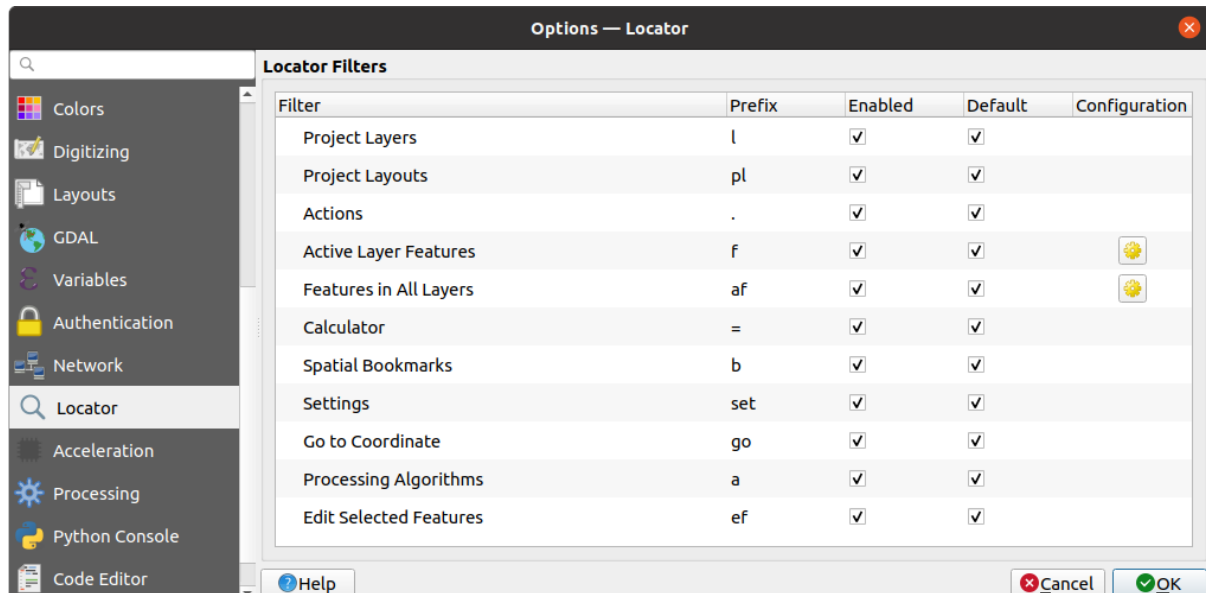 Options — Locator
Locator Filters
Colors
Digitizing
Layouts
GDAL
Variables
Authentication
Network
Locator
Acceleration
Processing
Python Console
Code Editor
Filter Prefix Enabled Default Configuration
Project Layers l
Project Layouts pl
Actions .
Active Layer Features f
Features in All Layers af
Calculator =
Spatial Bookmarks b
Settings set
Go to Coordinate go
Processing Algorithms a
Edit Selected Features ef
Help Cancel OK